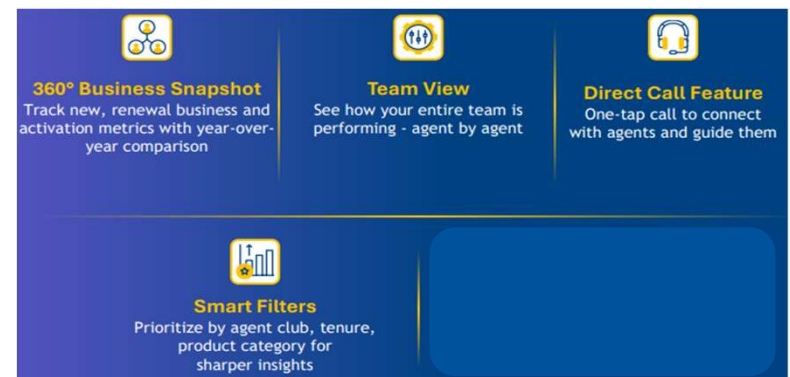 360° Business Snapshot
Track new, renewal business and
activation metrics with year-over-
year comparison
Team View
See how your entire team is
performing - agent by agent
Direct Call Feature
One-tap call to connect
with agents and guide them
Smart Filters
Prioritize by agent club, tenure,
product category for
sharper insights